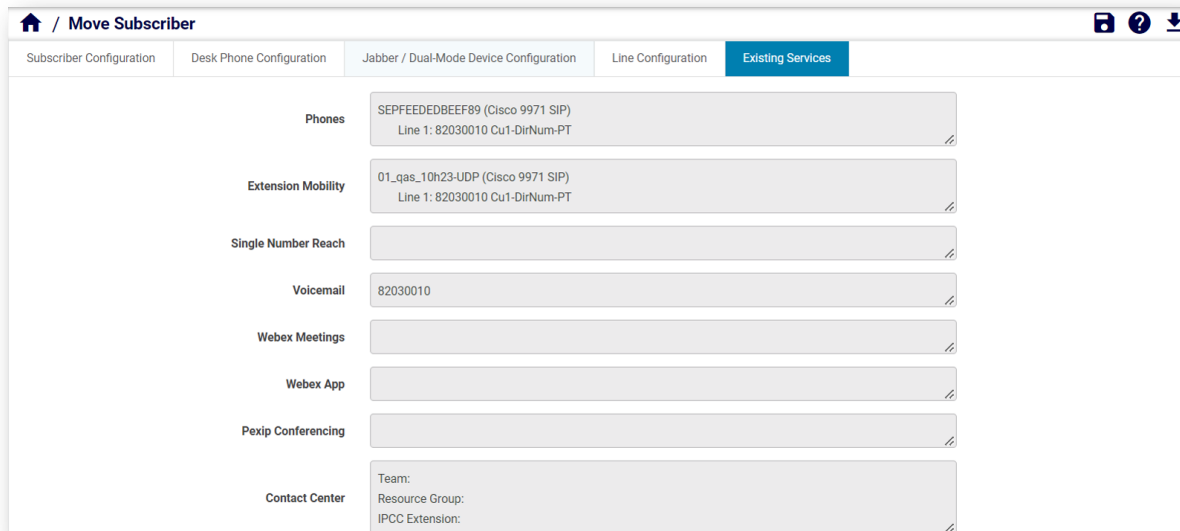 / Move Subscriber
Subscriber Configuration
Desk Phone Configuration
Jabber / Dual-Mode Device Configuration
Line Configuration
Existing Services
Phones
SEPFEEDEDBEEF89 (Cisco 9971 SIP)
Line 1: 82030010 Cu1-DirNum-PT
Extension Mobility
01_qas_10h23-UDP (Cisco 9971 SIP)
Line 1: 82030010 Cu1-DirNum-PT
Single Number Reach
Voicemail
82030010
Webex Meetings
Webex App
Pexip Conferencing
Contact Center
Team:
Resource Group:
IPCC Extension: